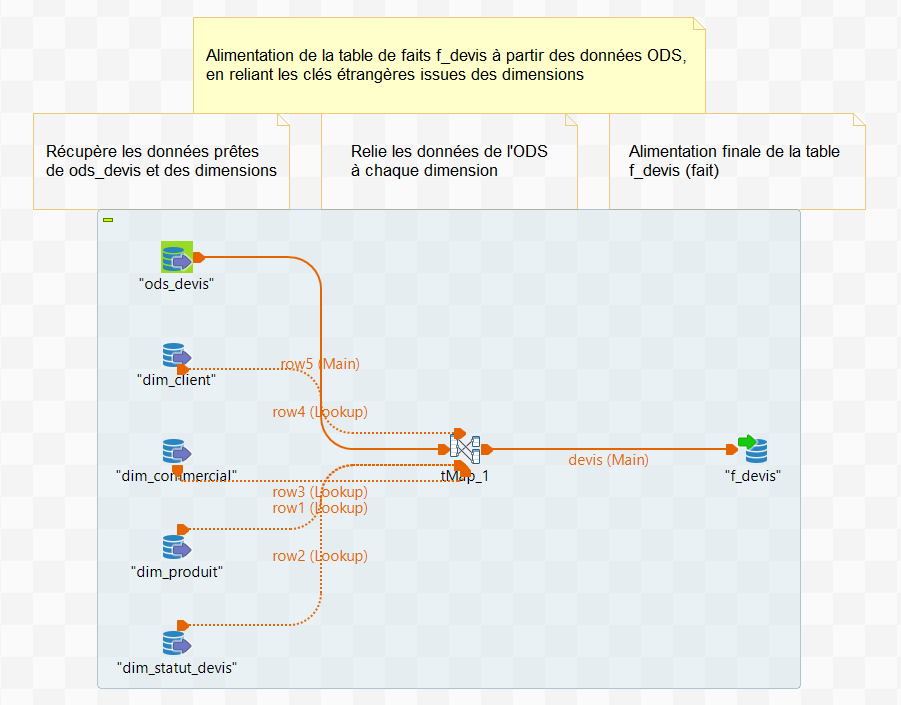 Alimentation de la table de faits f_devis à partir des données ODS,
en reliant les clés étrangères issues des dimensions
Récupère les données prêtes
de ods_devis et des dimensions
Relie les données de l'ODS
à chaque dimension
Alimentation finale de la table
f_devis (fait)
"ods_devis"
row5 (Main)
"dim_client"
row4 (Lookup)
"dim_commercial"
tMap_1
devis (Main)
"f_devis"
row3 (Lookup)
row1 (Lookup)
row2 (Lookup)
"dim_produit"
"dim_statut_devis"